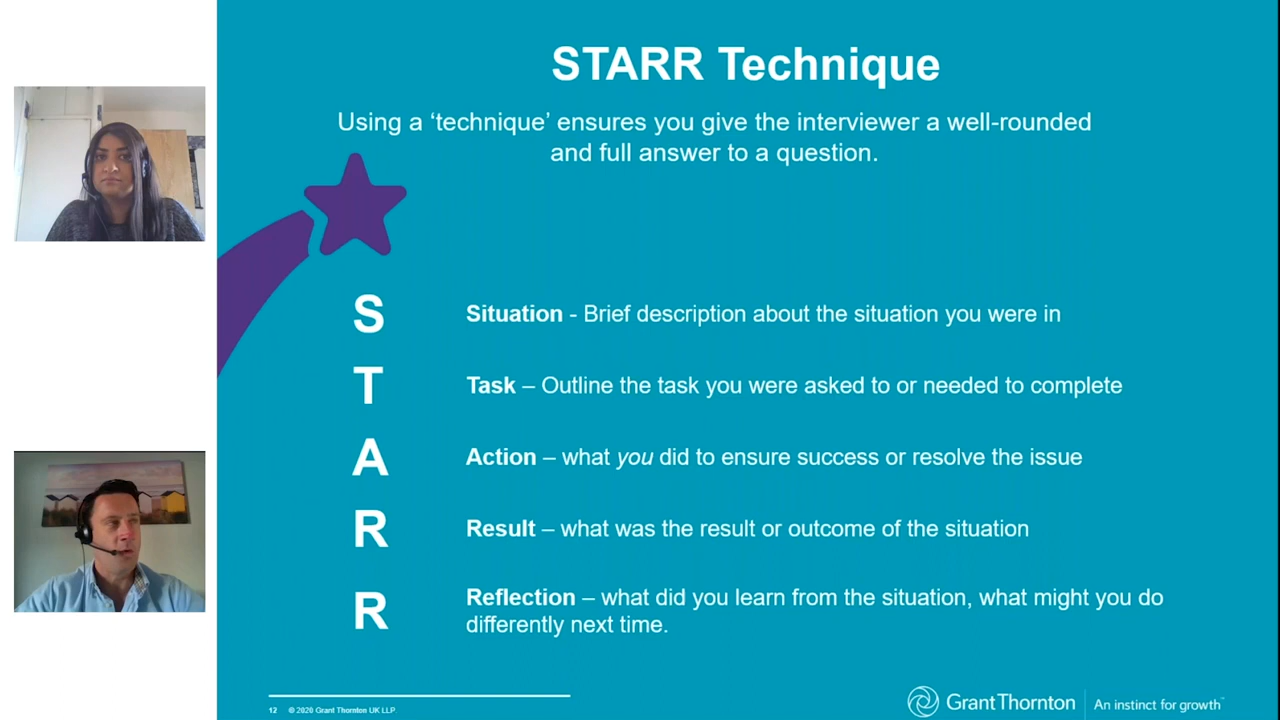 STARR Technique
Using a ‘technique’ ensures you give the interviewer a well-rounded
and full answer to a question.
S
Situation - Brief description about the situation you were in
T
Task – Outline the task you were asked to or needed to complete
A
Action – what you did to ensure success or resolve the issue
R
Result – what was the result or outcome of the situation
R
Reflection – what did you learn from the situation, what might you do
differently next time.
12 © 2020 Grant Thornton UK LLP.
GrantThornton
An instinct for growth™